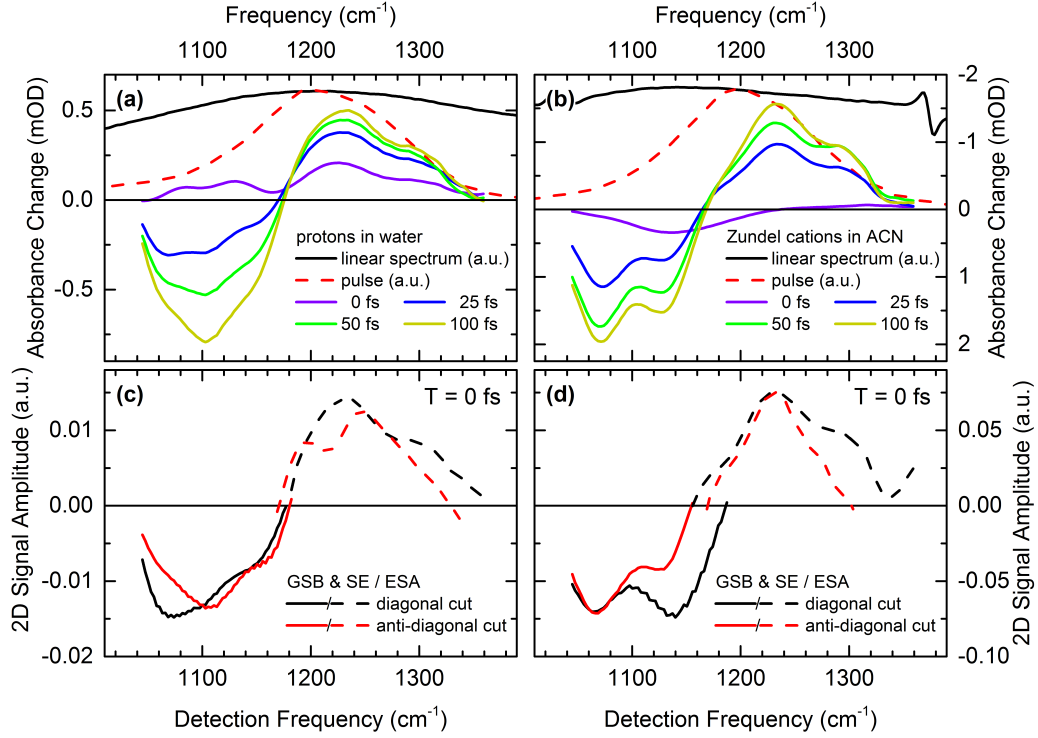 Frequency (cm-1)
Frequency (cm-1)
1100 1200 1300
1100 1200 1300
(a)
Absorbance Change (mOD)
0.5
0.0
-0.5
protons in water
linear spectrum (a.u.)
pulse (a.u.)
0 fs 25 fs
50 fs 100 fs
(b)
Zundel cations in ACN
linear spectrum (a.u.)
pulse (a.u.)
0 fs 25 fs
50 fs 100 fs
-2
-1
0
1
2
Absorbance Change (mOD)
(c)
T = 0 fs
2D Signal Amplitude (a.u.)
0.01
0.00
-0.01
-0.02
GSB & SE / ESA
diagonal cut
anti-diagonal cut
1100 1200 1300
Detection Frequency (cm-1)
(d)
T = 0 fs
GSB & SE / ESA
diagonal cut
anti-diagonal cut
0.05
0.00
-0.05
-0.10
2D Signal Amplitude (a.u.)
1100 1200 1300
Detection Frequency (cm-1)